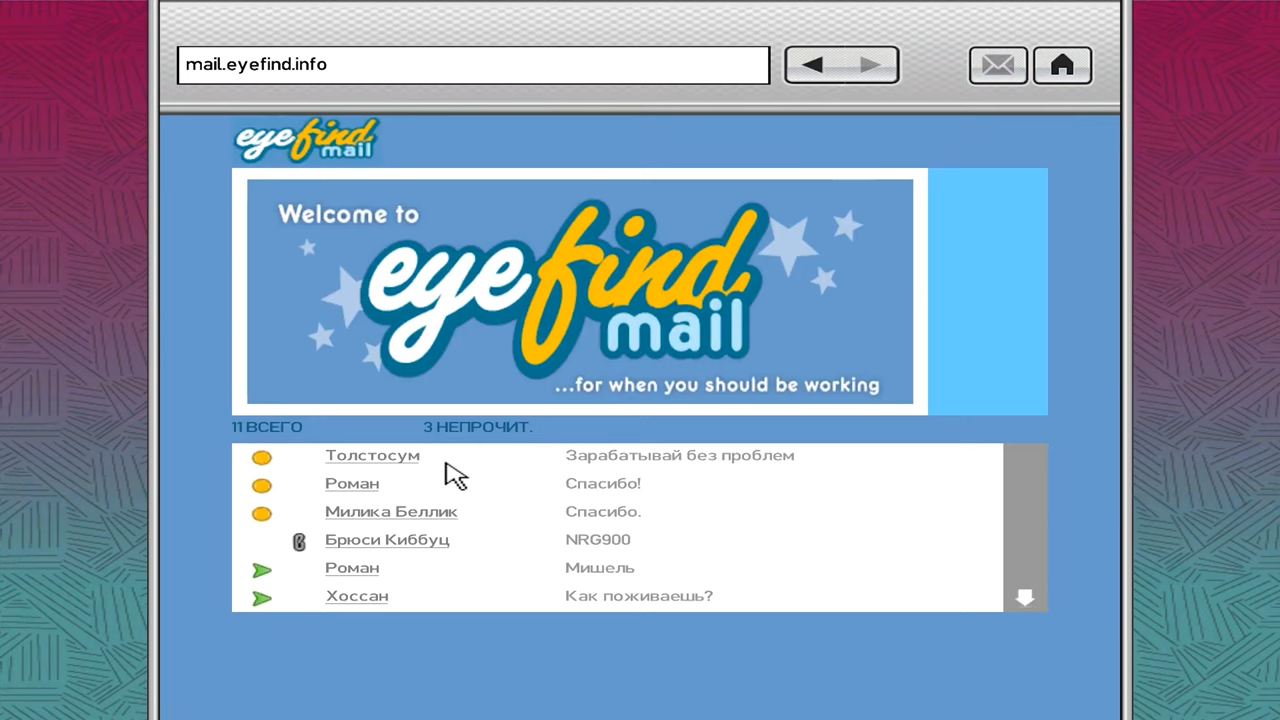 mail.eyefind.info
eyefind
mail
Welcome to
eyefind
mail
...for when you should be working
11 ВСЕГО 3 НЕПРОЧИТ.
Толстосум Зарабатывай без проблем
Роман Спасибо!
Милика Беллик Спасибо.
Брюси Киббуц NRG900
Роман Мишель
Хоссан Как поживаешь?